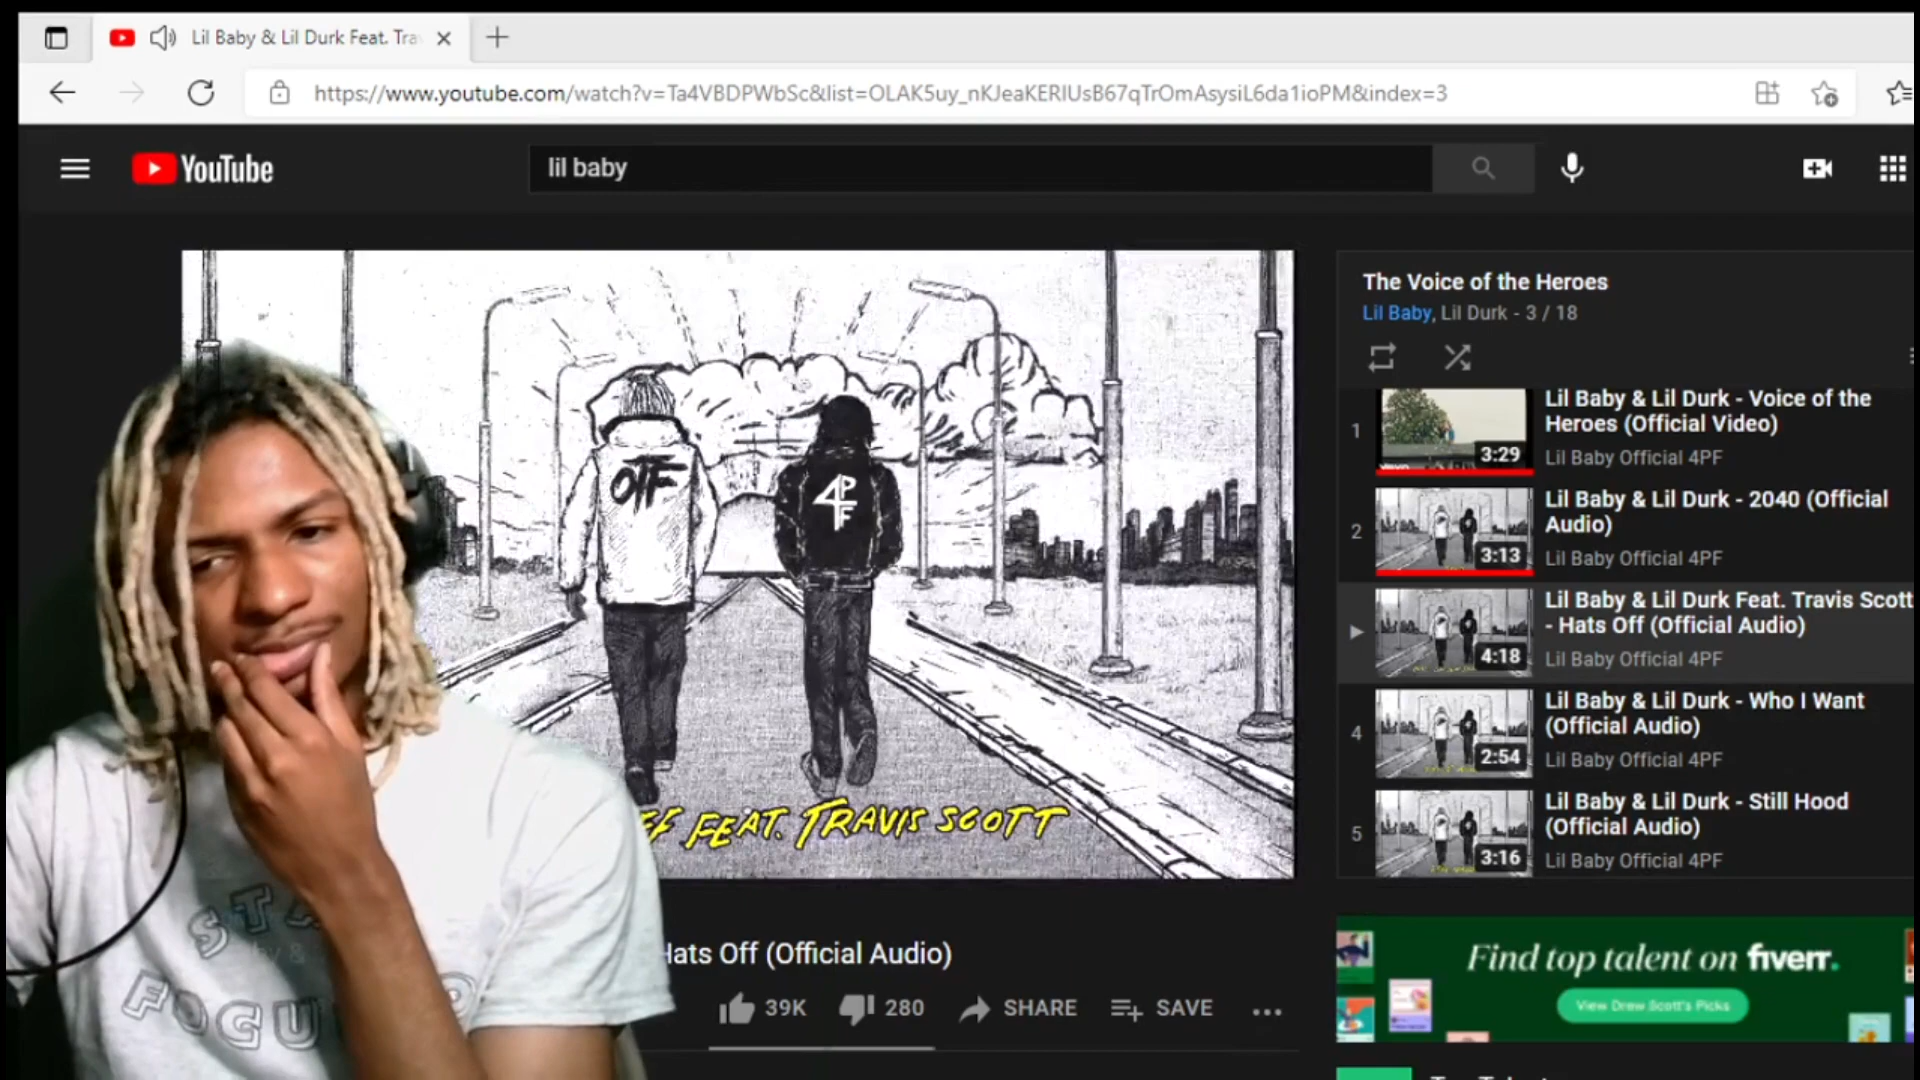 Lil Baby & Lil Durk Feat. Tra
https://www.youtube.com/watch?v=Ta4VBDPWbSc&list=OLAK5uy_nKJeaKERIUsB67qTrOmAsysiL6da1ioPM&index=3
YouTube
lil baby
OTF
4PF
FEAT. TRAVIS SCOTT
The Voice of the Heroes
Lil Baby, Lil Durk - 3 / 18
1
3:29
Lil Baby & Lil Durk - Voice of the
Heroes (Official Video)
Lil Baby Official 4PF
2
3:13
Lil Baby & Lil Durk - 2040 (Official
Audio)
Lil Baby Official 4PF
4:18
Lil Baby & Lil Durk Feat. Travis Scott
- Hats Off (Official Audio)
Lil Baby Official 4PF
4
2:54
Lil Baby & Lil Durk - Who I Want
(Official Audio)
Lil Baby Official 4PF
5
3:16
Lil Baby & Lil Durk - Still Hood
(Official Audio)
Lil Baby Official 4PF
Hats Off (Official Audio)
39K
280
SHARE
SAVE
Find top talent on fiverr.
View Drew Scott's Picks